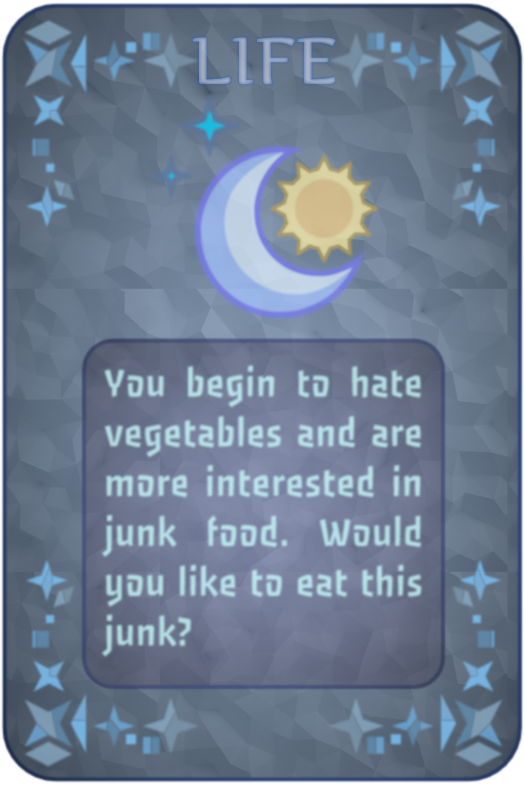 LIFE
You begin to hate
vegetables and are
more interested in
junk food. Would
you like to eat this
junk?